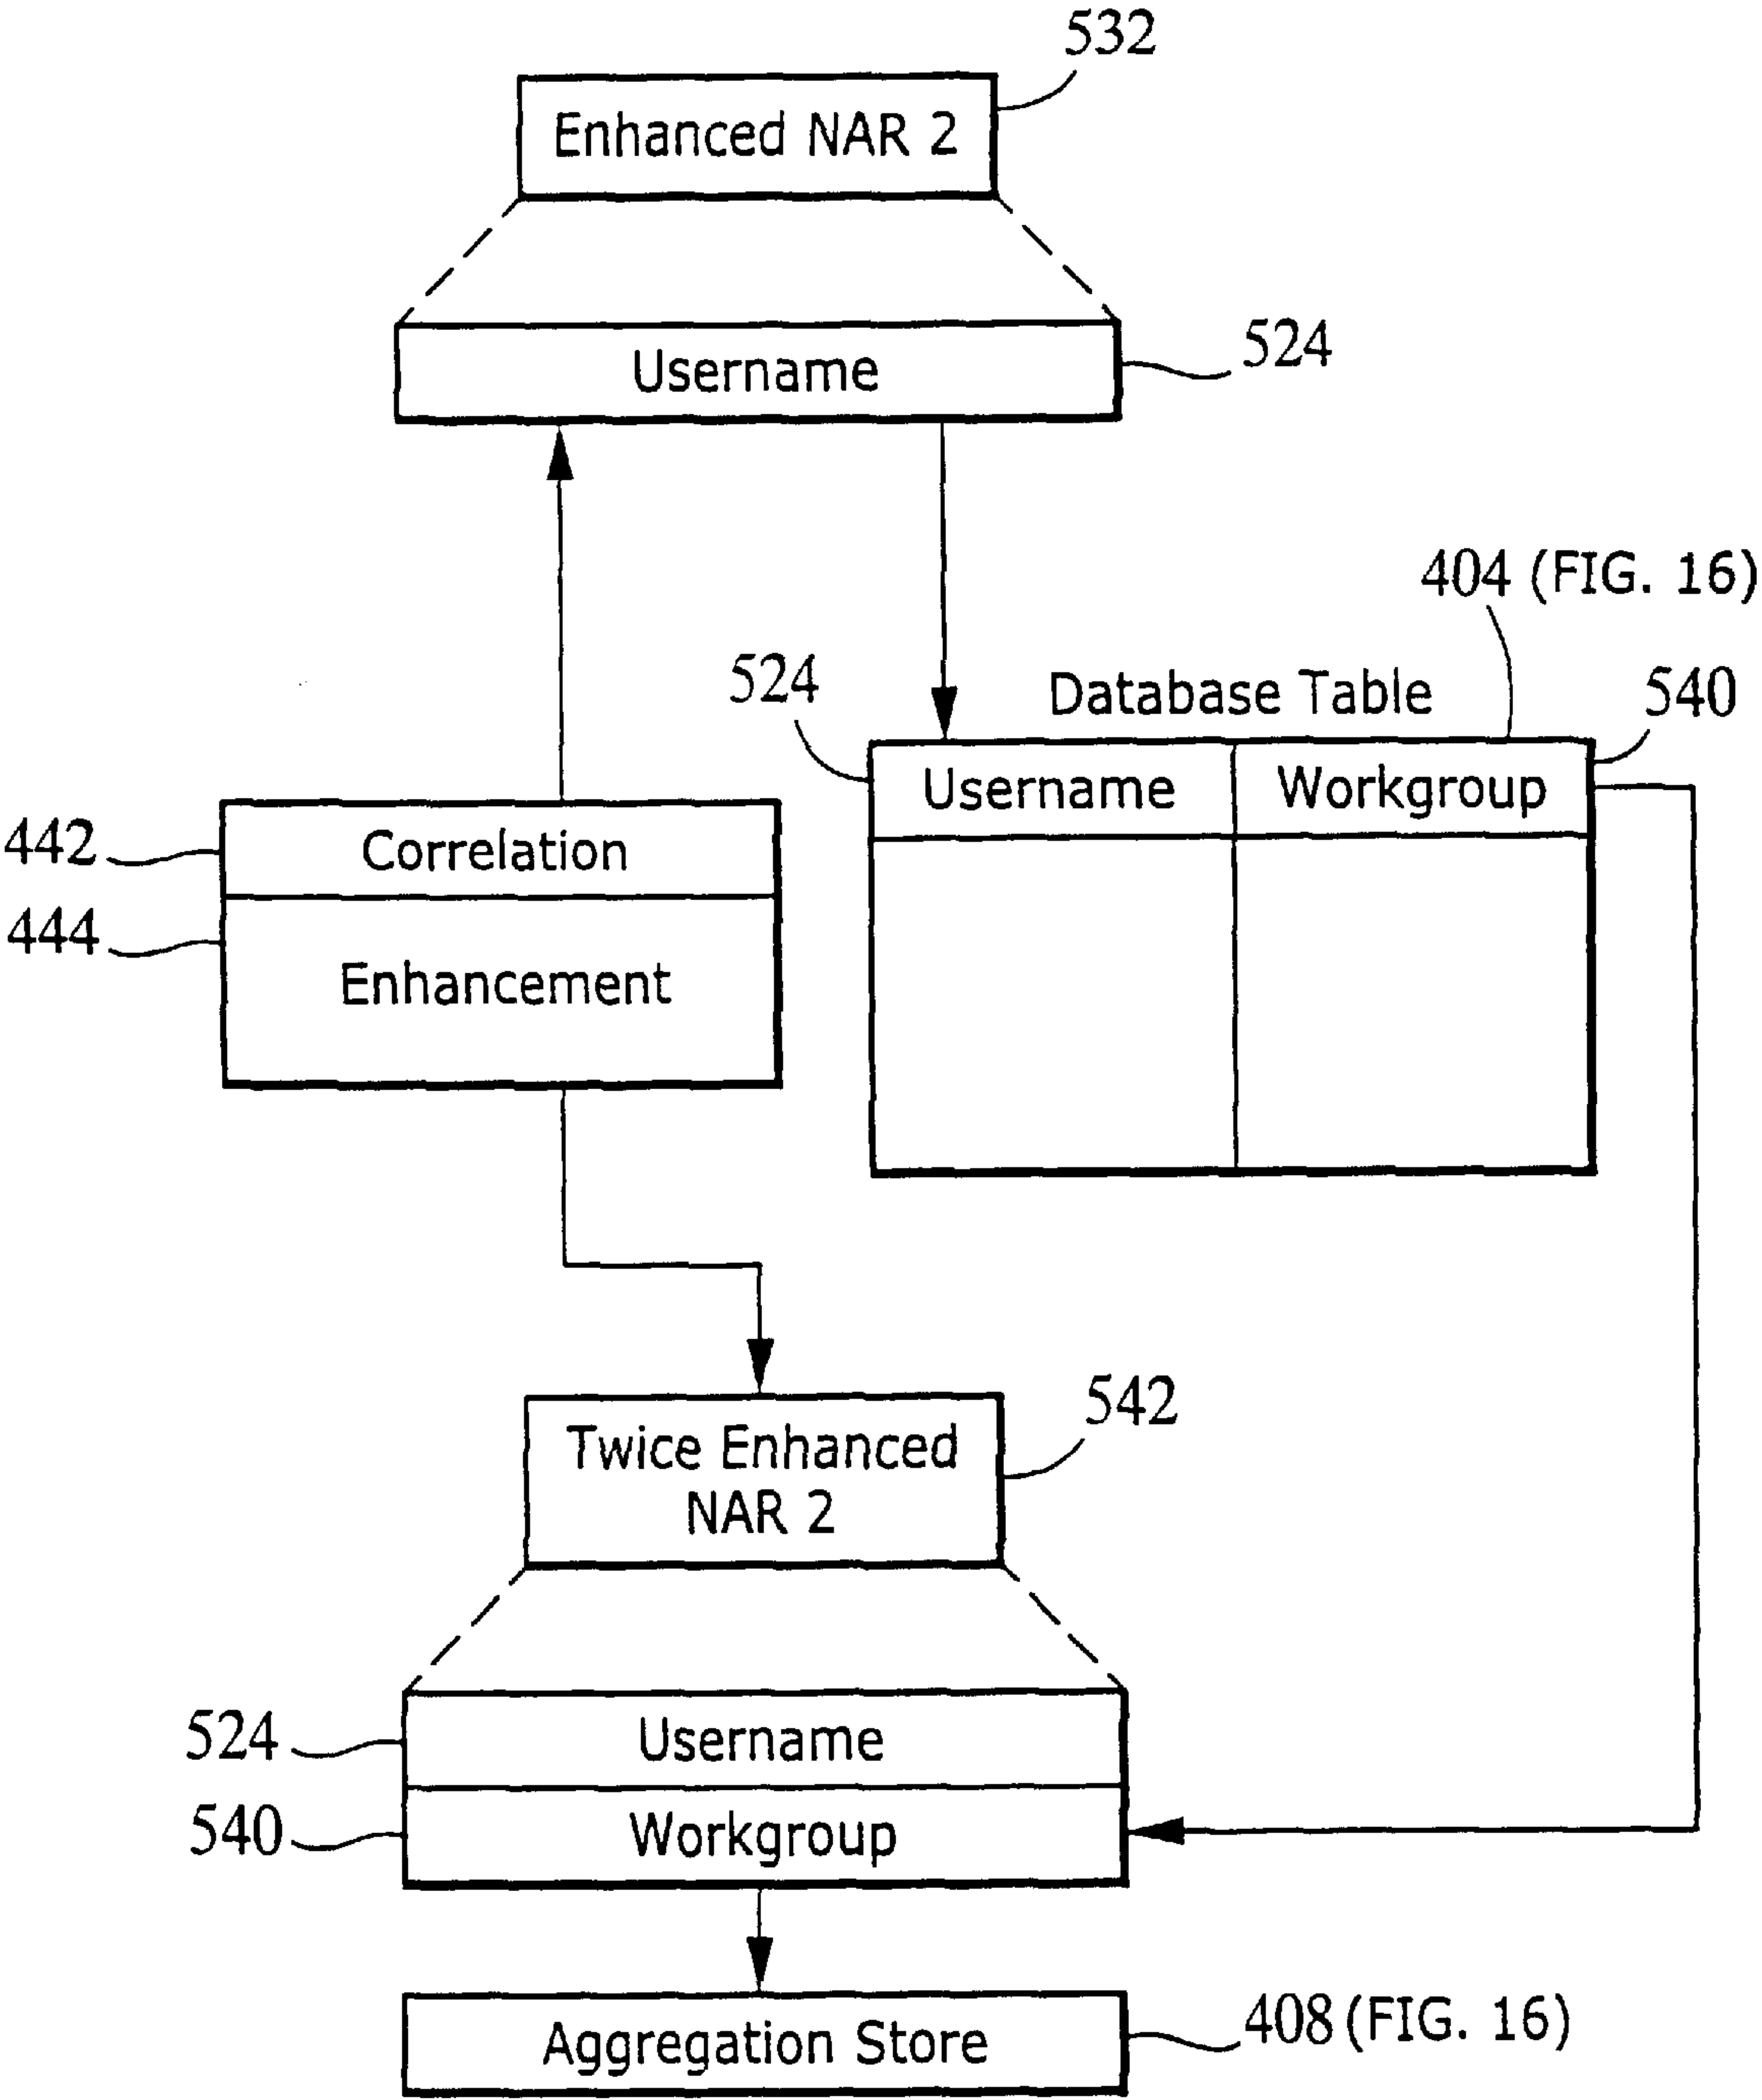 532
Enhanced NAR 2
524
Username
404 (FIG. 16)
524
Database Table
540
Username
Workgroup
442
Correlation
444
Enhancement
542
Twice Enhanced
NAR 2
524
Username
540
Workgroup
Aggregation Store
408 (FIG. 16)